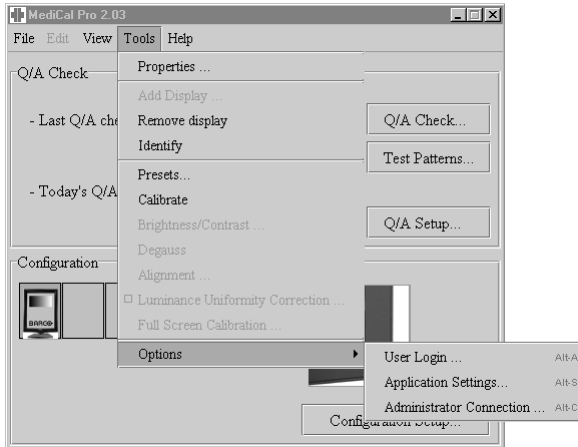 MediCal Pro 2.03
File Edit View Tools Help
Q/A Check
- Last Q/A che
- Today's Q/A
Properties ...
Add Display ...
Remove display
Identify
Presets...
Calibrate
Brightness/Contrast ...
Degauss
Alignment ...
Luminance Uniformity Correction ...
Full Screen Calibration ...
Options
Q/A Check...
Test Patterns...
Q/A Setup...
Configuration
BARCO
User Login ... Alt-A
Application Settings... Alt-S
Administrator Connection ... Alt-C
Configuration Setup...